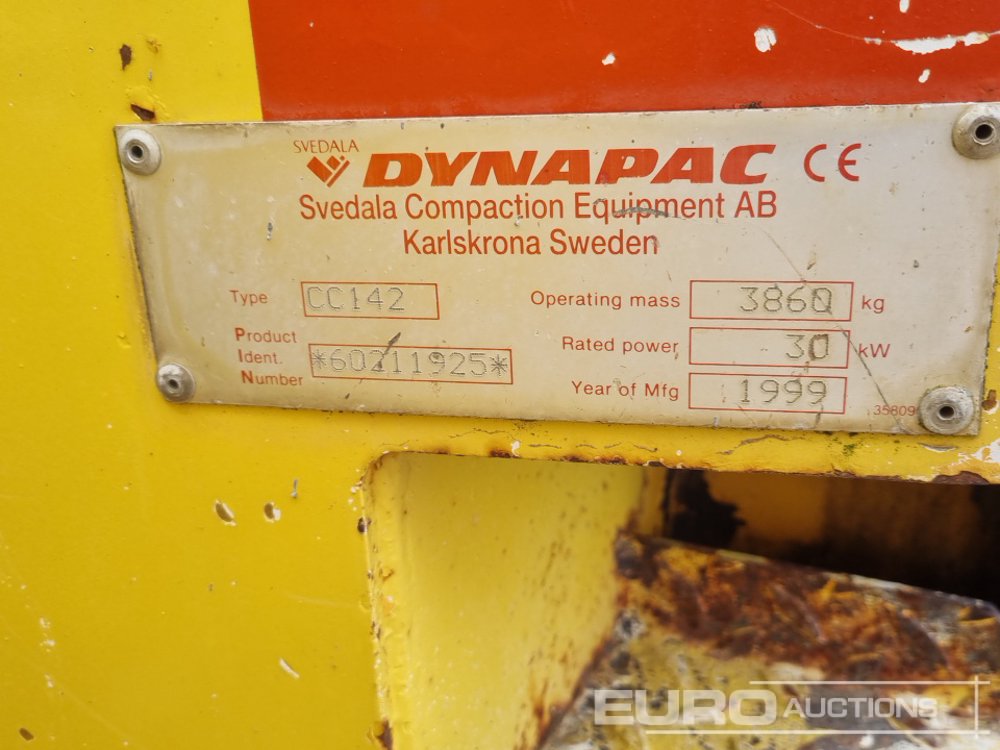 SVEDALA
DYNAPAC CE
Svedala Compaction Equipment AB
Karlskrona Sweden
Type CC142
Operating mass 3860 kg
Product Ident. Number *60211925*
Rated power 30 kW
Year of Mfg 1999
35809
EURO AUCTIONS